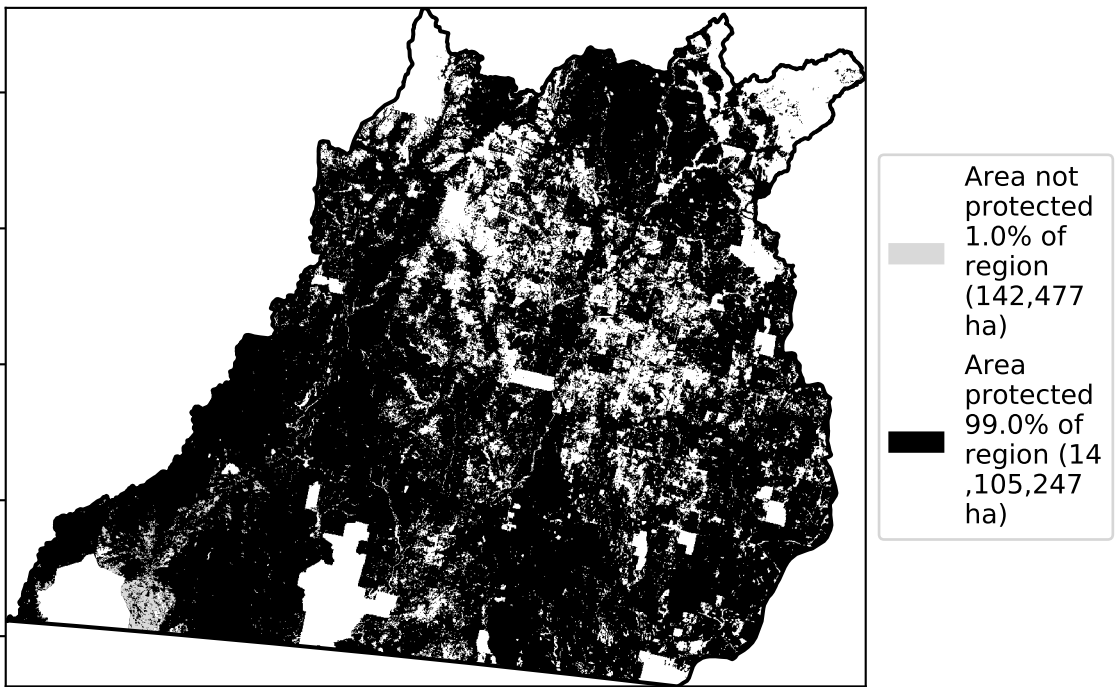 Area not
protected
1.0% of
region
(142,477
ha)
Area
protected
99.0% of
region (14
,105,247
ha)